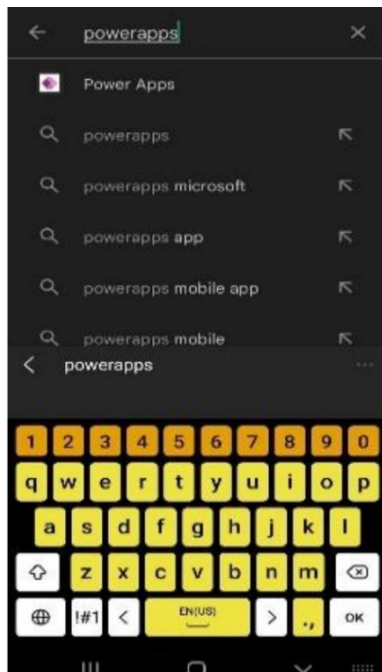 powerapps
Power Apps
powerapps
powerapps microsoft
powerapps app
powerapps mobile app
powerapps mobile
powerapps
1 2 3 4 5 6 7 8 9 0
q w e r t y u i o p
a s d f g h j k l
z x c v b n m
!#1 < EN(US) > ., OK